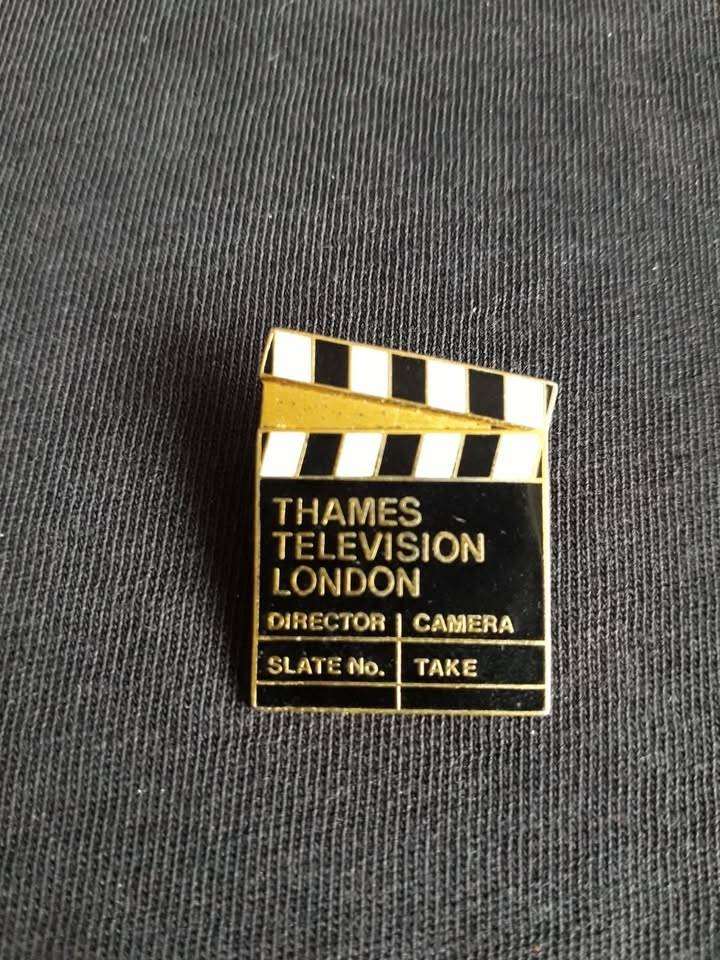 THAMES
TELEVISION
LONDON
DIRECTOR CAMERA
SLATE No. TAKE